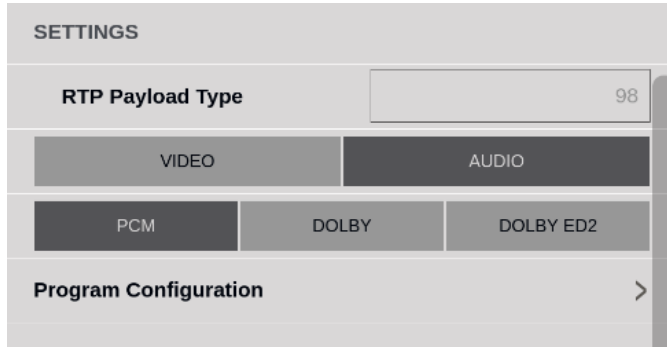 SETTINGS
RTP Payload Type 98
VIDEO AUDIO
PCM DOLBY DOLBY ED2
Program Configuration >